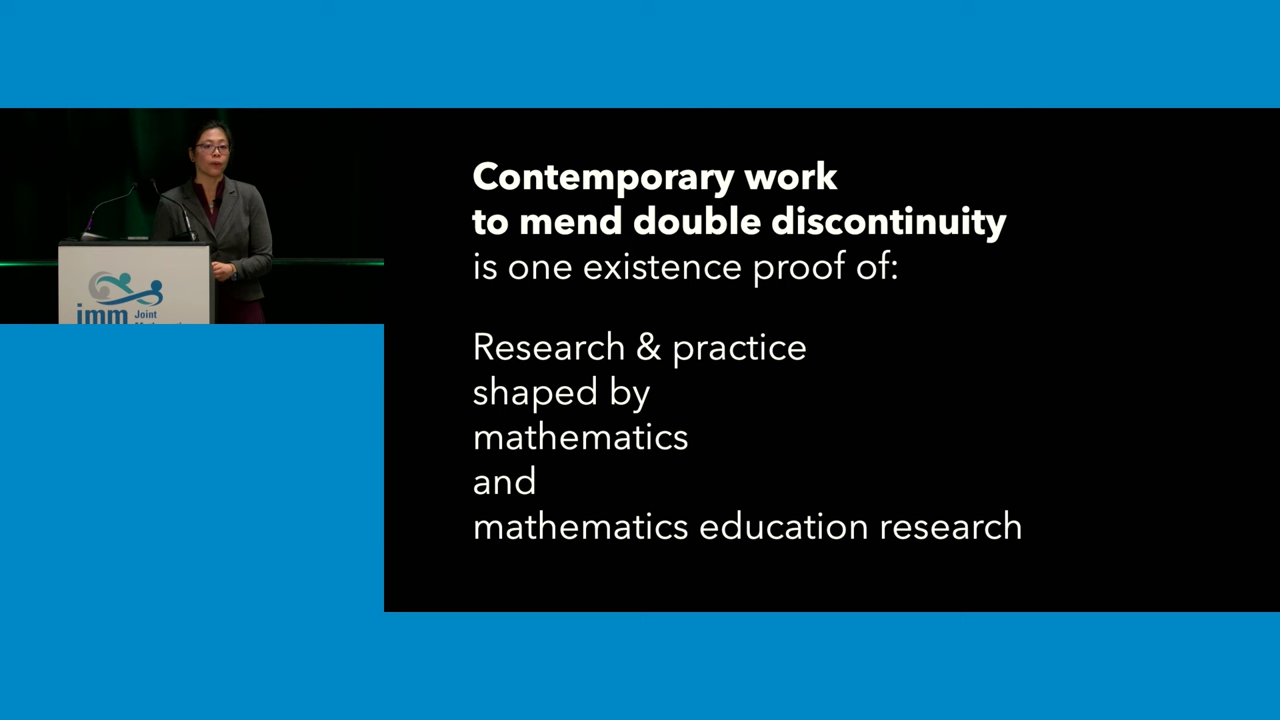 Contemporary work
to mend double discontinuity
is one existence proof of:
Research & practice
shaped by
mathematics
and
mathematics education research
jmm Joint